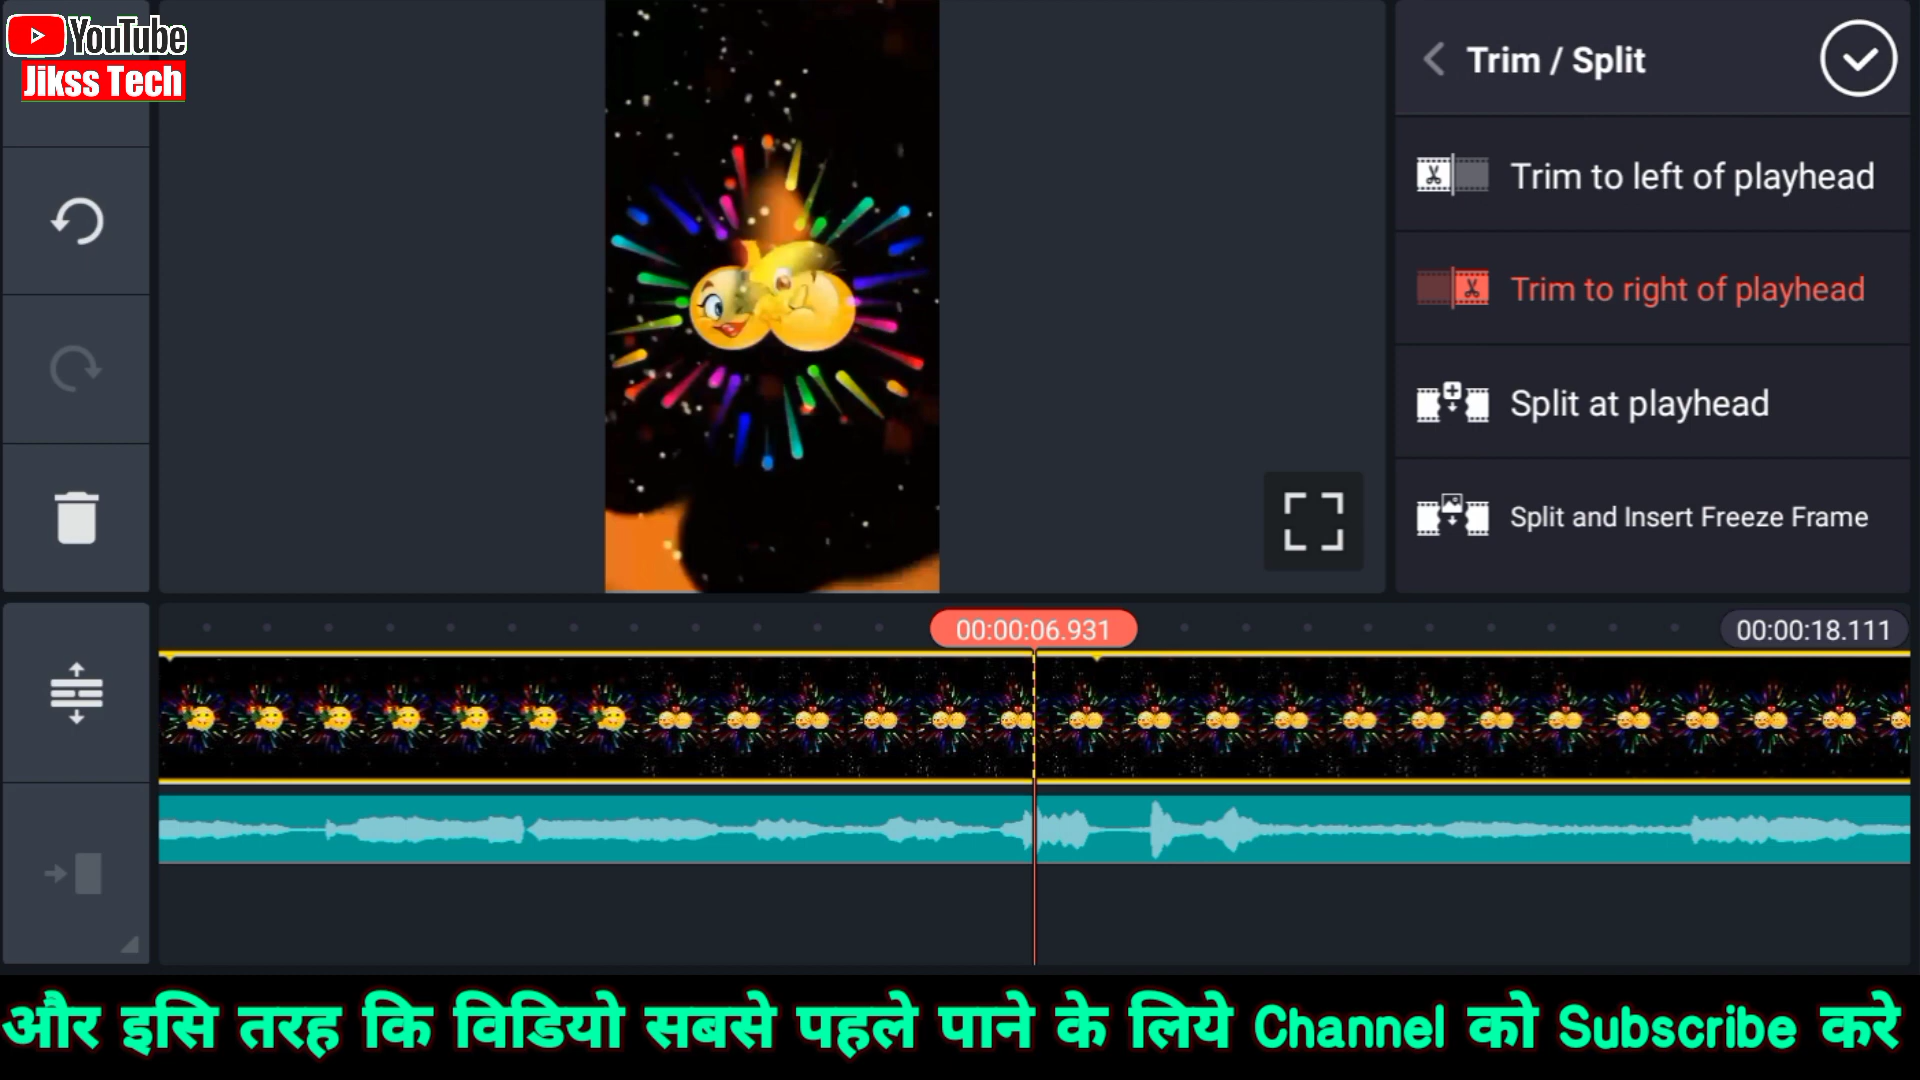 YouTube
Jikss Tech
Trim / Split
Trim to left of playhead
Trim to right of playhead
Split at playhead
Split and Insert Freeze Frame
00:00:06.931
00:00:18.111
और इसि तरह कि विडियो सबसे पहले पाने के लिये Channel को Subscribe करे